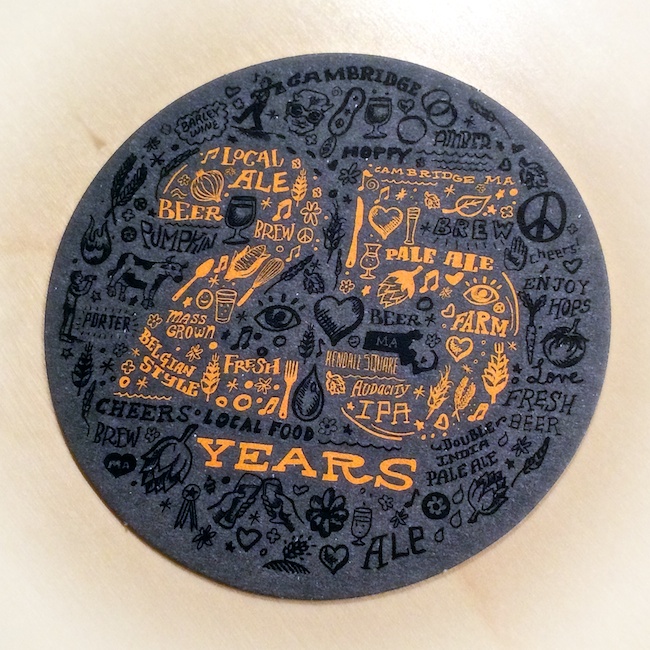 CAMBRIDGE
BARLEY
WINE
AMBER
HOPPY
LOCAL
ALE
CAMBRIDGE MA
BEER
BREW
BREW
PUMPKIN
cheers!
PALE ALE
ENJOY
HOPS
PORTER
MASS
GROWN
BEER
FARM
MA
BELGIAN
STYLE
FRESH
KENDALL SQUARE
Love
AUDACITY
IPA
FRESH
BEER
CHEERS · LOCAL FOOD
BREW
DOUBLE
INDIA
PALE ALE
YEARS
MA
ALE